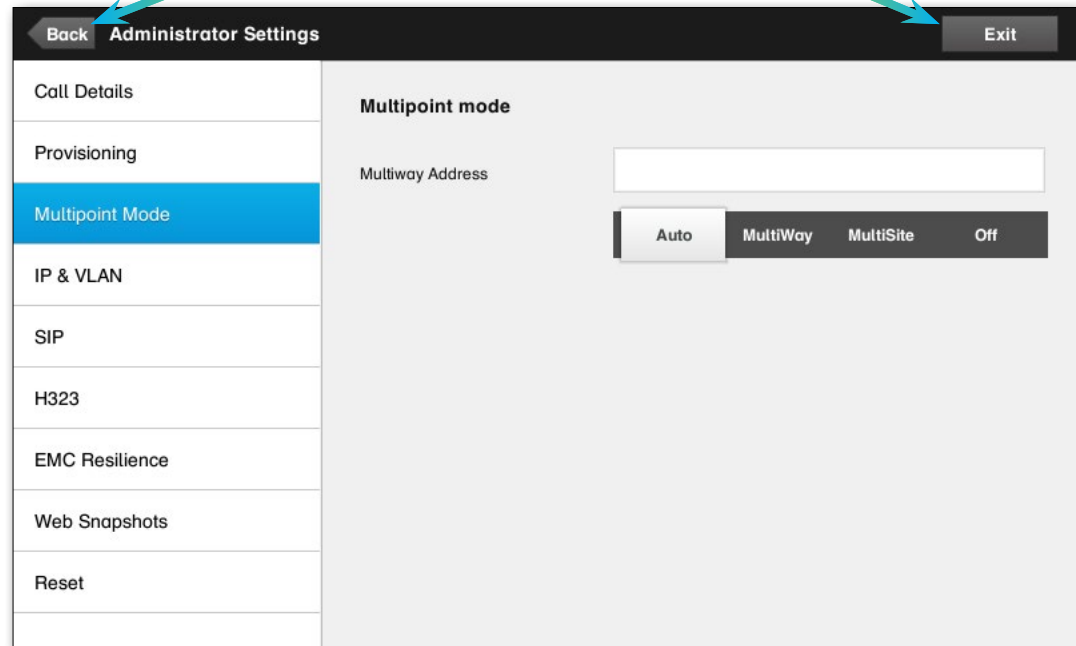 Back Administrator Settings Exit
Call Details
Provisioning
Multipoint Mode
IP & VLAN
SIP
H323
EMC Resilience
Web Snapshots
Reset
Multipoint mode
Multiway Address
Auto MultiWay MultiSite Off